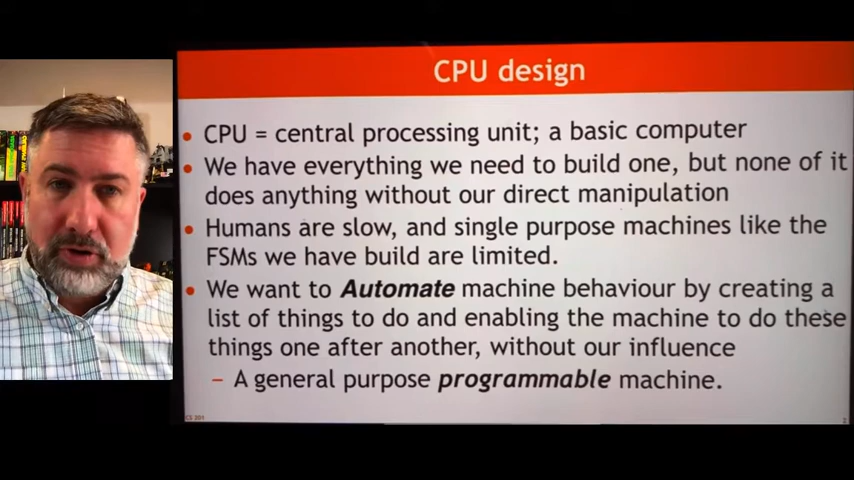 CPU design
• CPU = central processing unit; a basic computer
• We have everything we need to build one, but none of it
does anything without our direct manipulation
• Humans are slow, and single purpose machines like the
FSMs we have build are limited.
• We want to Automate machine behaviour by creating a
list of things to do and enabling the machine to do these
things one after another, without our influence
– A general purpose programmable machine.
CS 201
2